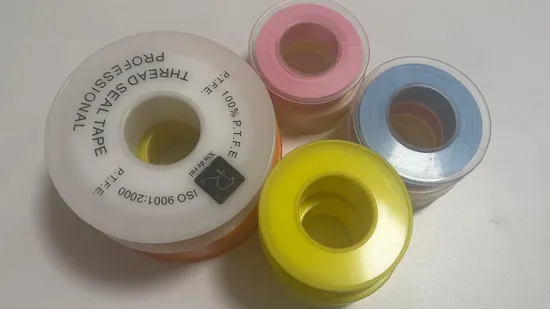 PROFESSIONAL
THREAD SEAL TAPE
P.T.F.E.
100% P.T.F.E
P.T.F.E.
ISO 9001:2000